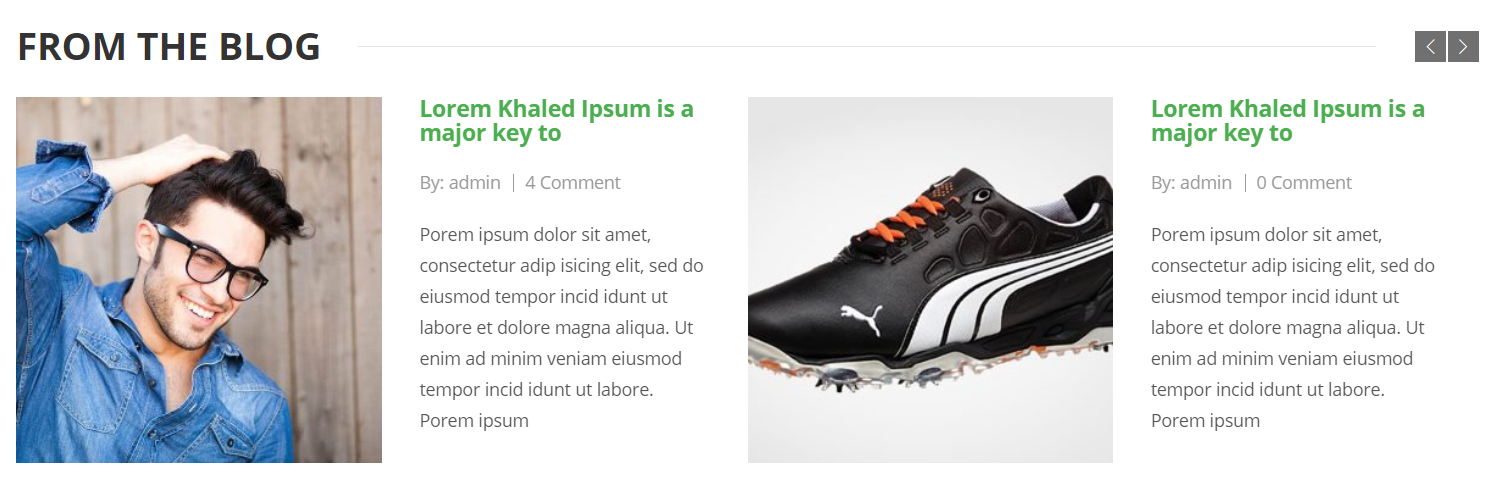 FROM THE BLOG
Lorem Khaled Ipsum is a
major key to
By: admin | 4 Comment
Porem ipsum dolor sit amet,
consectetur adip isicing elit, sed do
eiusmod tempor incid idunt ut
labore et dolore magna aliqua. Ut
enim ad minim veniam eiusmod
tempor incid idunt ut labore.
Porem ipsum
Lorem Khaled Ipsum is a
major key to
By: admin | 0 Comment
Porem ipsum dolor sit amet,
consectetur adip isicing elit, sed do
eiusmod tempor incid idunt ut
labore et dolore magna aliqua. Ut
enim ad minim veniam eiusmod
tempor incid idunt ut labore.
Porem ipsum